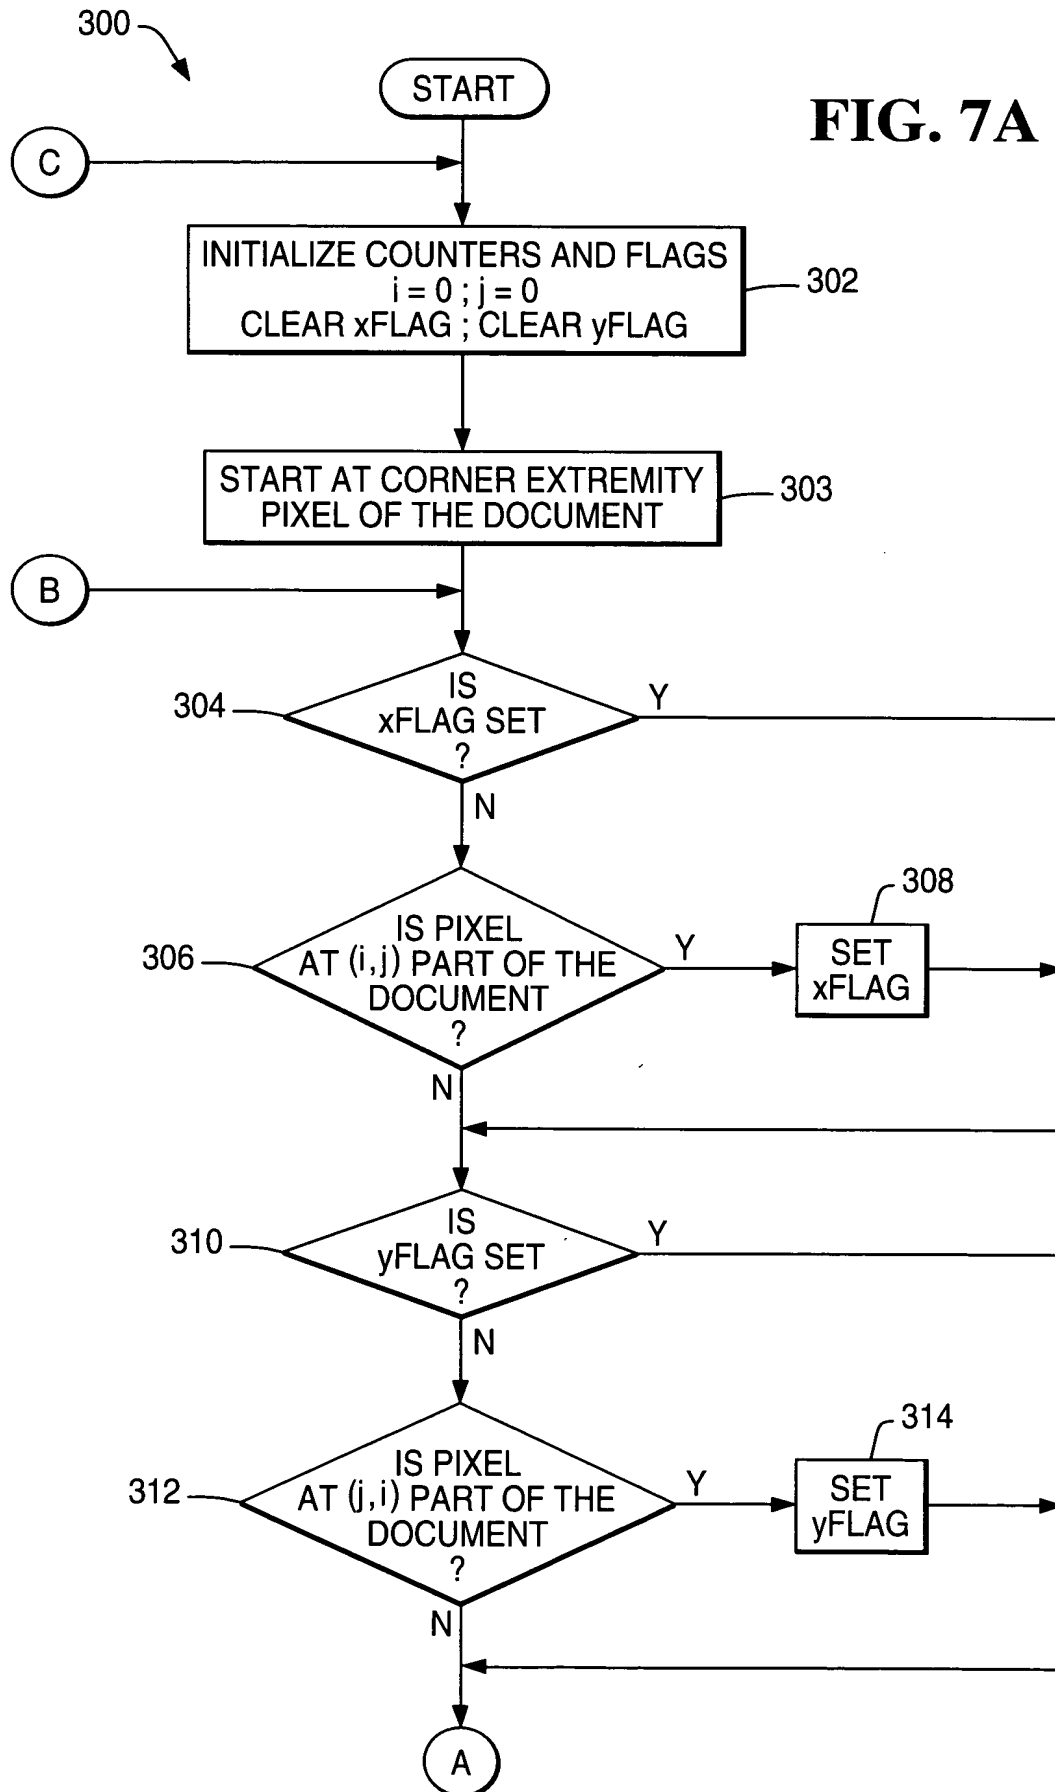 300
START
FIG. 7A
C
INITIALIZE COUNTERS AND FLAGS
i = 0 ; j = 0
CLEAR xFLAG ; CLEAR yFLAG
302
START AT CORNER EXTREMITY
PIXEL OF THE DOCUMENT
303
B
304
IS
xFLAG SET
?
Y
N
308
306
IS PIXEL
AT (i,j) PART OF THE
DOCUMENT
?
Y
SET
xFLAG
N
310
IS
yFLAG SET
?
Y
N
314
312
IS PIXEL
AT (j,i) PART OF THE
DOCUMENT
?
Y
SET
yFLAG
N
A